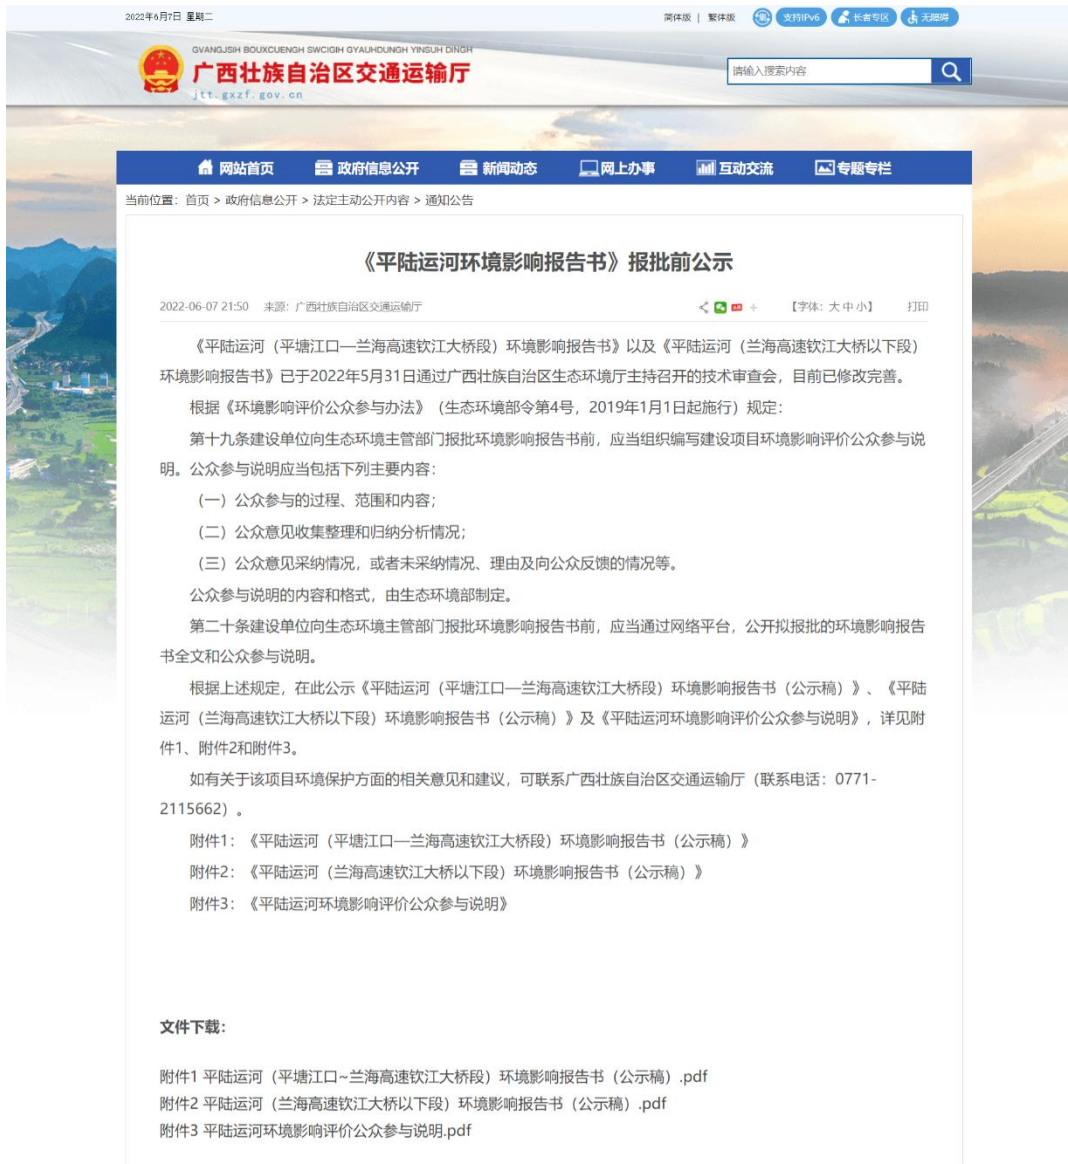 2022年6月7日 星期二
简体版 | 繁体版 支持IPv6 长者专区 无障碍
GVANGJSIH BOUXCUENGH SWCIGIH GYAUHDUNGH YINSUH DINGH
广西壮族自治区交通运输厅
jtt.gxzf.gov.cn
请输入搜索内容
网站首页 政府信息公开 新闻动态 网上办事 互动交流 专题专栏
当前位置：首页 > 政府信息公开 > 法定主动公开内容 > 通知公告
《平陆运河环境影响报告书》报批前公示
2022-06-07 21:50 来源：广西壮族自治区交通运输厅 【字体：大 中 小】 打印
《平陆运河（平塘江口—兰海高速钦江大桥段）环境影响报告书》以及《平陆运河（兰海高速钦江大桥以下段）
环境影响报告书》已于2022年5月31日通过广西壮族自治区生态环境厅主持召开的技术审查会，目前已修改完善。
根据《环境影响评价公众参与办法》（生态环境部令第4号，2019年1月1日起施行）规定：
第十九条建设单位向生态环境主管部门报批环境影响报告书前，应当组织编写建设项目环境影响评价公众参与说
明。公众参与说明应当包括下列主要内容：
（一）公众参与的过程、范围和内容；
（二）公众意见收集整理和归纳分析情况；
（三）公众意见采纳情况，或者未采纳情况、理由及向公众反馈的情况等。
公众参与说明的内容和格式，由生态环境部制定。
第二十条建设单位向生态环境主管部门报批环境影响报告书前，应当通过网络平台，公开拟报批的环境影响报告
书全文和公众参与说明。
根据上述规定，在此公示《平陆运河（平塘江口—兰海高速钦江大桥段）环境影响报告书（公示稿）》、《平陆
运河（兰海高速钦江大桥以下段）环境影响报告书（公示稿）》及《平陆运河环境影响评价公众参与说明》，详见附
件1、附件2和附件3。
如有关于该项目环境保护方面的相关意见和建议，可联系广西壮族自治区交通运输厅（联系电话：0771-
2115662）。
附件1：《平陆运河（平塘江口—兰海高速钦江大桥段）环境影响报告书（公示稿）》
附件2：《平陆运河（兰海高速钦江大桥以下段）环境影响报告书（公示稿）》
附件3：《平陆运河环境影响评价公众参与说明》
文件下载：
附件1 平陆运河（平塘江口~兰海高速钦江大桥段）环境影响报告书（公示稿）.pdf
附件2 平陆运河（兰海高速钦江大桥以下段）环境影响报告书（公示稿）.pdf
附件3 平陆运河环境影响评价公众参与说明.pdf